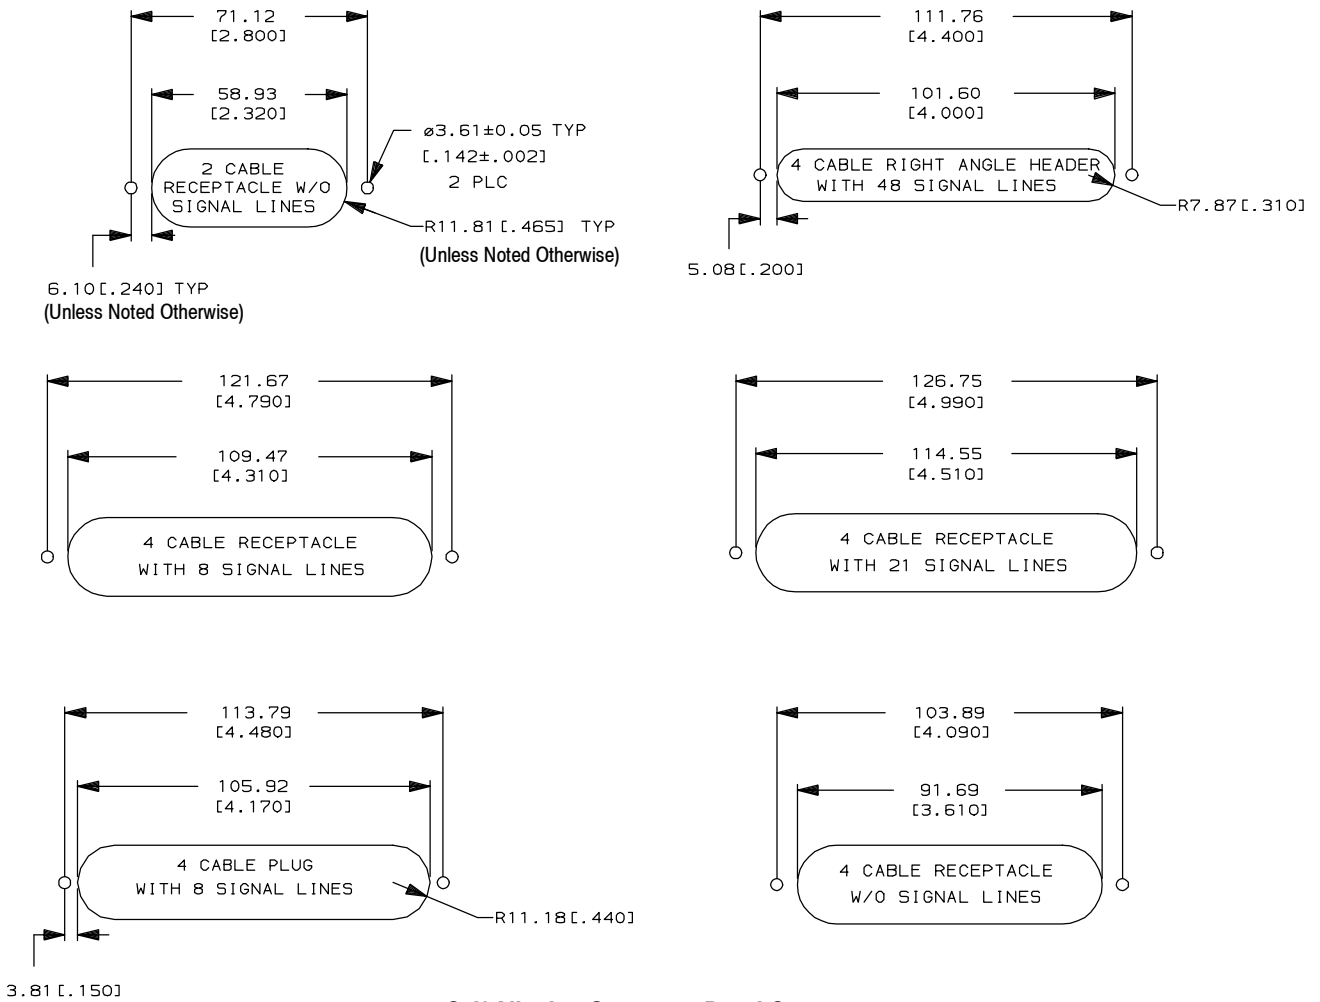 71.12
[2.800]
58.93
[2.320]
2 CABLE
RECEPTACLE W/O
SIGNAL LINES
ø3.61±0.05 TYP
[.142±.002]
2 PLC
R11.81[.465] TYP
(Unless Noted Otherwise)
6.10[.240] TYP
(Unless Noted Otherwise)
111.76
[4.400]
101.60
[4.000]
4 CABLE RIGHT ANGLE HEADER
WITH 48 SIGNAL LINES
R7.87[.310]
5.08[.200]
121.67
[4.790]
109.47
[4.310]
4 CABLE RECEPTACLE
WITH 8 SIGNAL LINES
126.75
[4.990]
114.55
[4.510]
4 CABLE RECEPTACLE
WITH 21 SIGNAL LINES
113.79
[4.480]
105.92
[4.170]
4 CABLE PLUG
WITH 8 SIGNAL LINES
R11.18[.440]
3.81[.150]
103.89
[4.090]
91.69
[3.610]
4 CABLE RECEPTACLE
W/O SIGNAL LINES